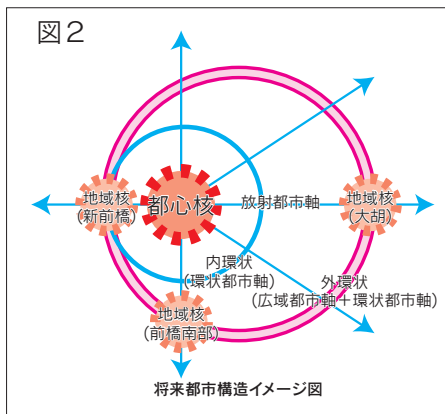 図2
地域核
(新前橋)
都心核
放射都市軸
地域核
(大胡)
内環状
(環状都市軸)
外環状
(広域都市軸＋環状都市軸)
地域核
(前橋南部)
将来都市構造イメージ図